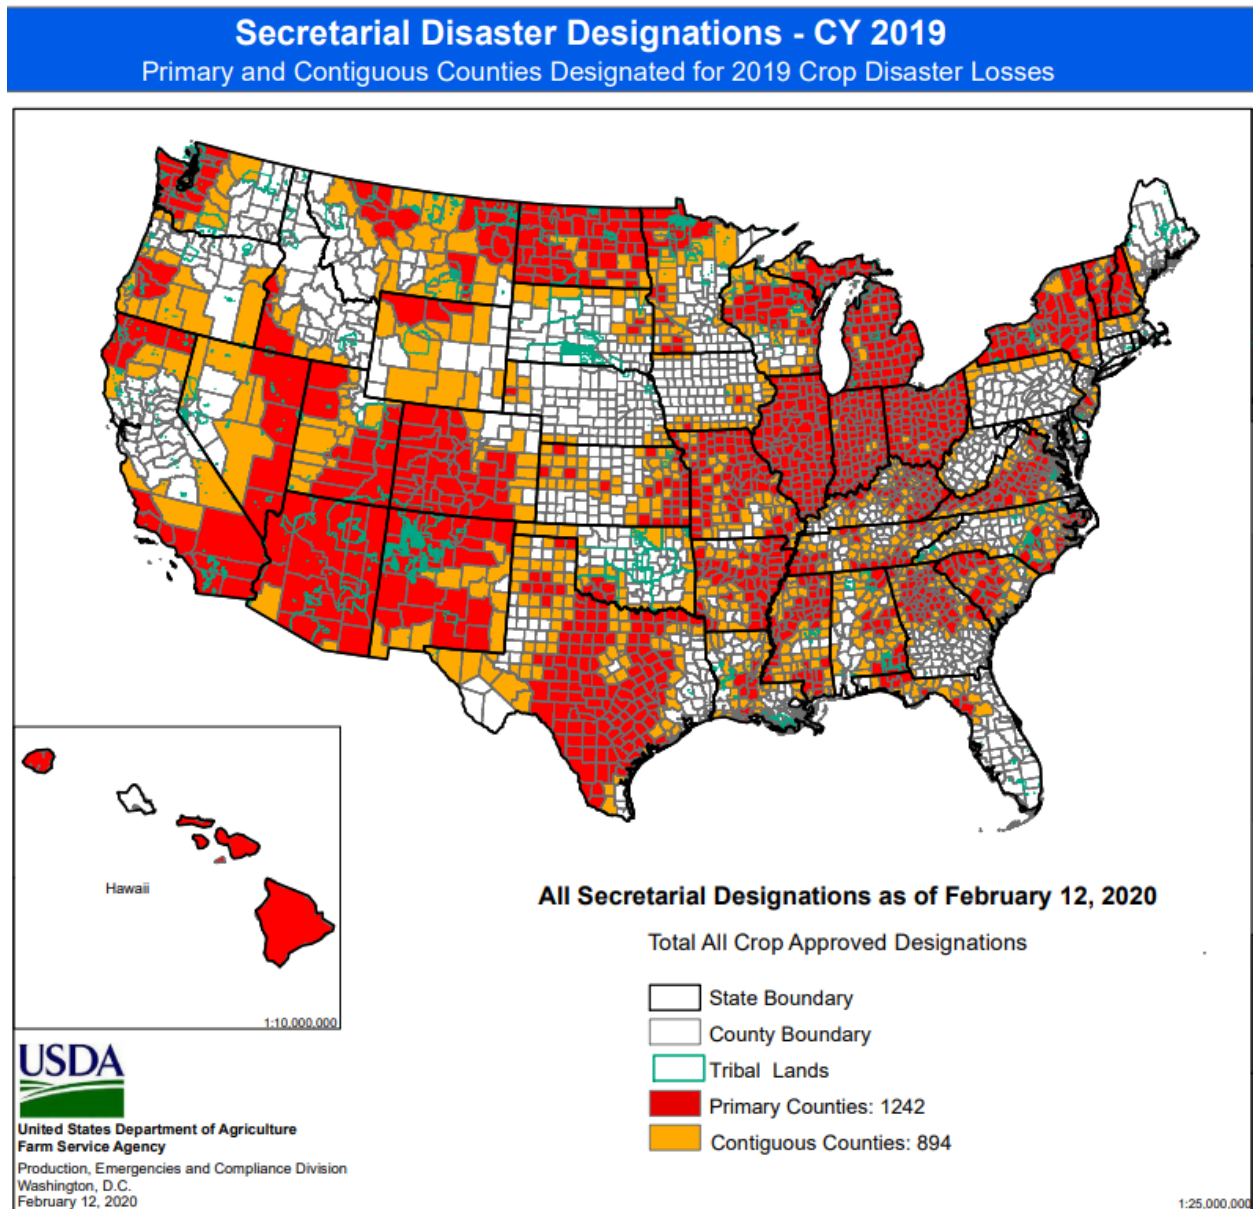 Secretarial Disaster Designations - CY 2019
Primary and Contiguous Counties Designated for 2019 Crop Disaster Losses
Hawaii
1:10,000,000
All Secretarial Designations as of February 12, 2020
Total All Crop Approved Designations
State Boundary
County Boundary
Tribal Lands
Primary Counties: 1242
Contiguous Counties: 894
USDA
United States Department of Agriculture
Farm Service Agency
Production, Emergencies and Compliance Division
Washington, D.C.
February 12, 2020
1:25,000,000